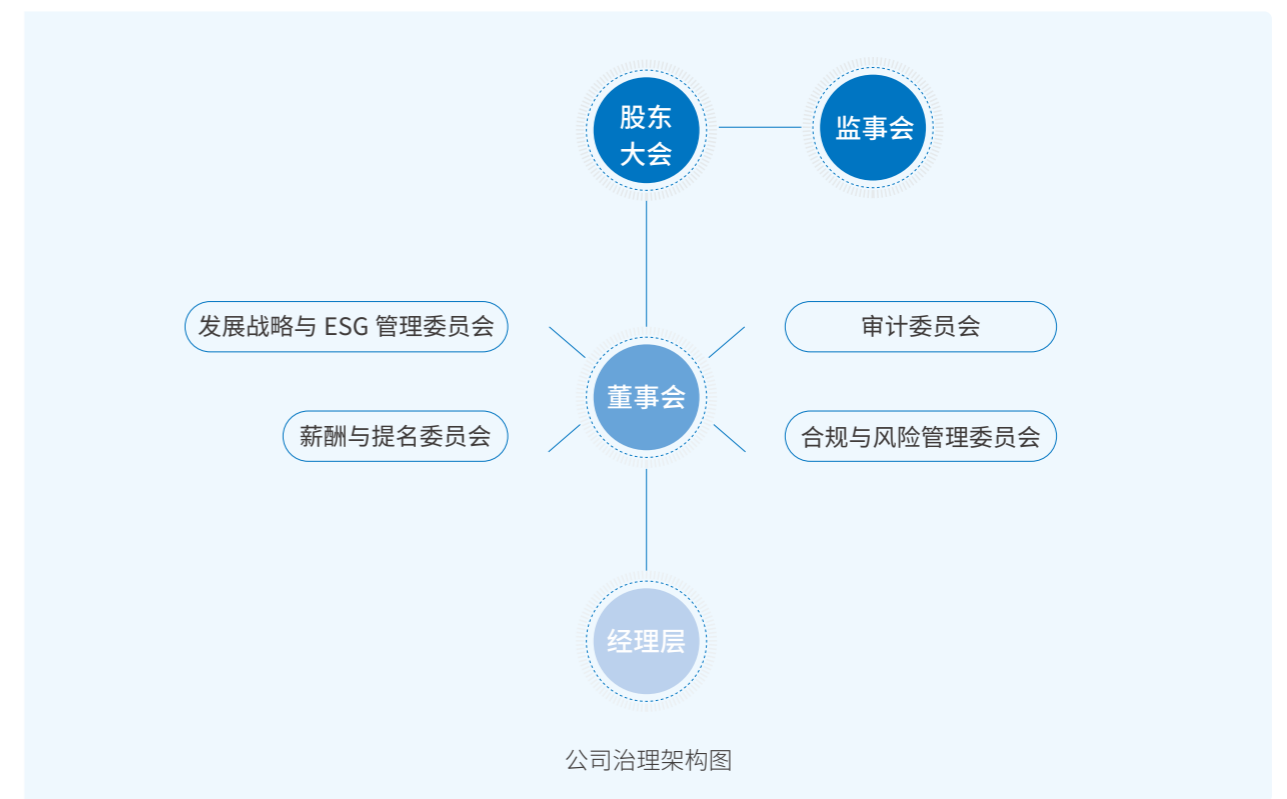 股东
大会
监事会
发展战略与 ESG 管理委员会
审计委员会
董事会
薪酬与提名委员会
合规与风险管理委员会
经理层
公司治理架构图